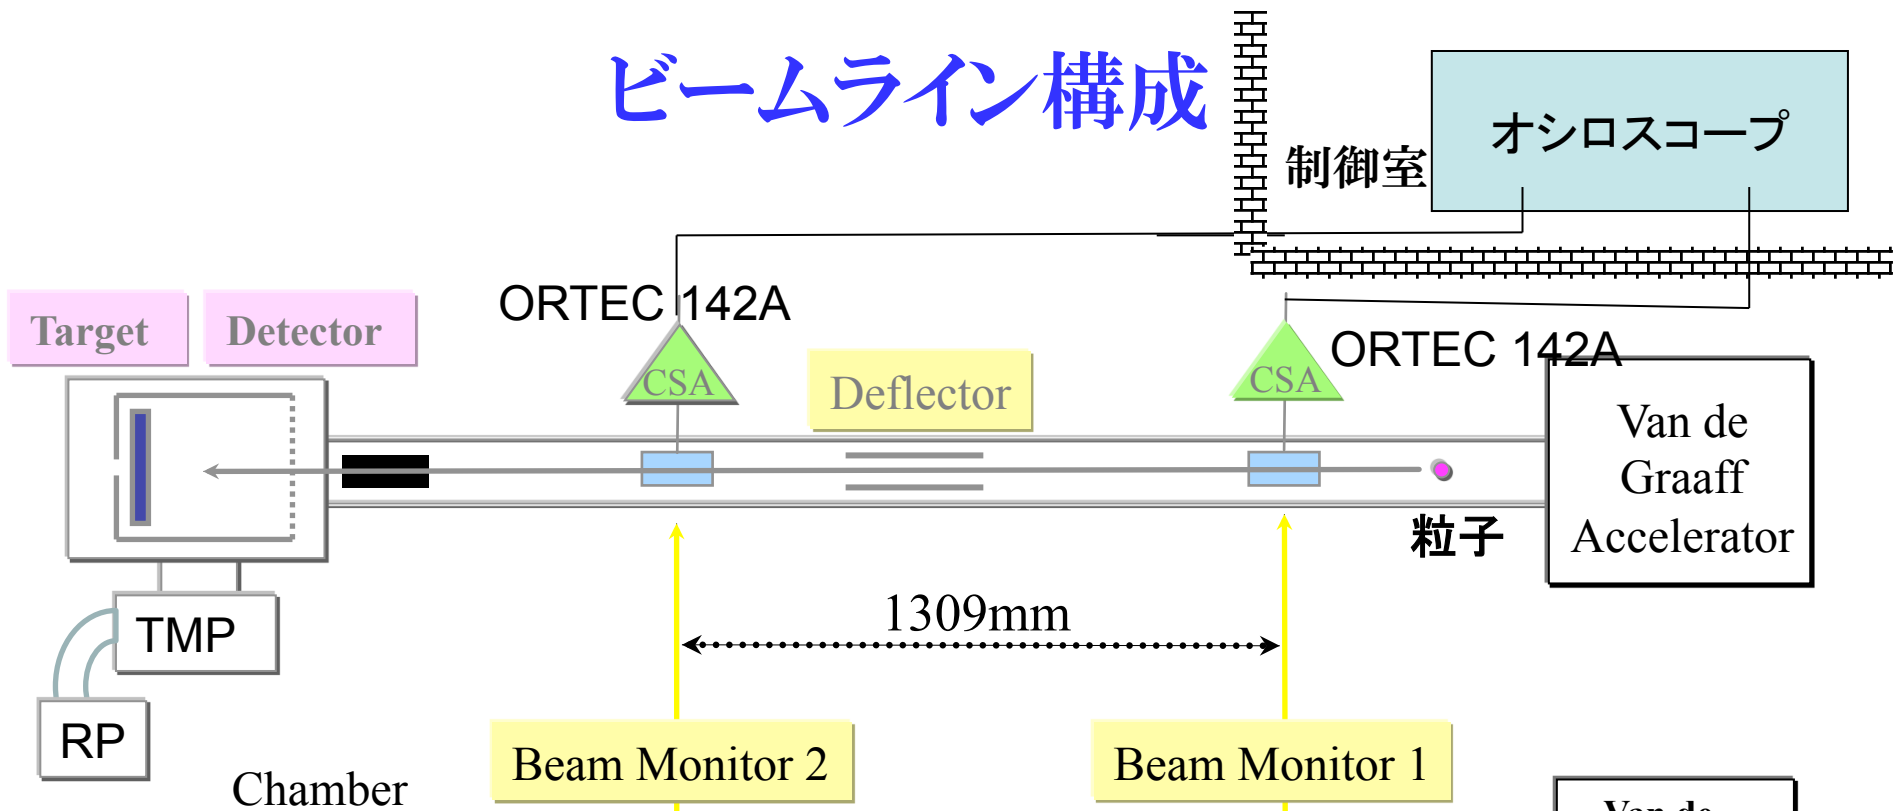 ビームライン構成
オシロスコープ
制御室
ORTEC 142A
ORTEC 142A
Target
Detector
CSA
Deflector
CSA
Van de
Graaff
Accelerator
粒子
1309mm
TMP
RP
Beam Monitor 2
Beam Monitor 1
Chamber
Van de